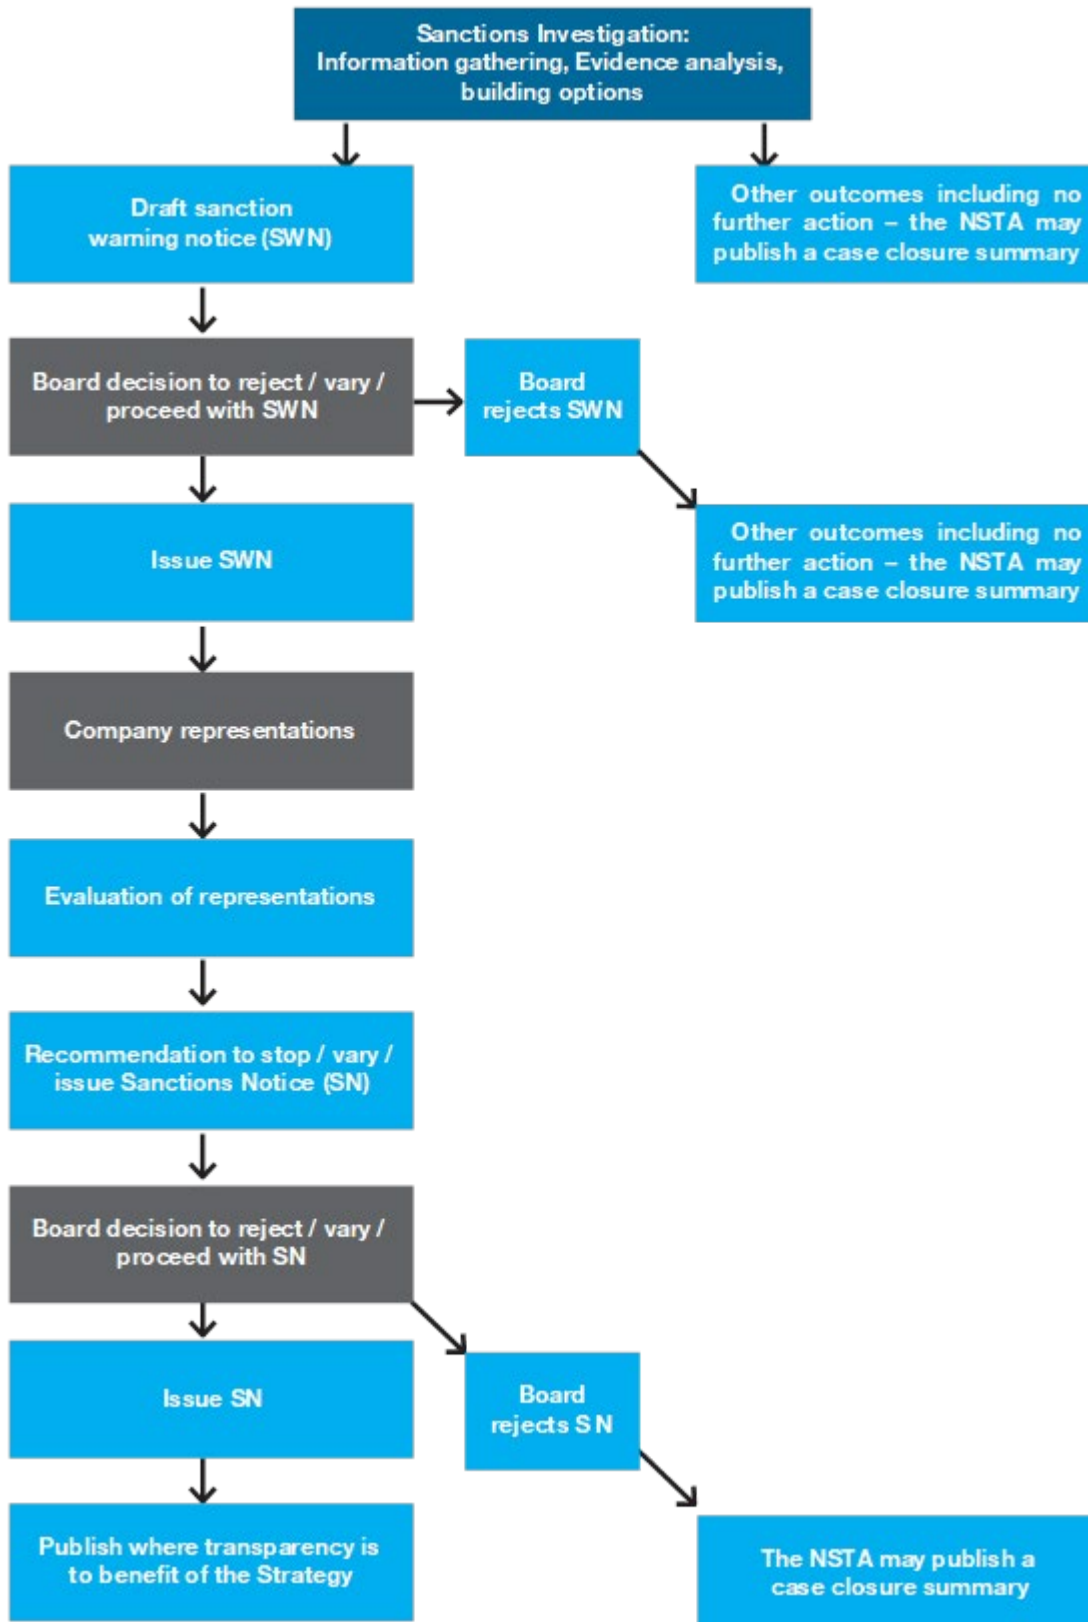 Sanctions Investigation:
Information gathering, Evidence analysis,
building options
Draft sanction
warning notice (SWN)
Other outcomes including no
further action – the NSTA may
publish a case closure summary
Board decision to reject / vary /
proceed with SWN
Board
rejects SWN
Issue SWN
Other outcomes including no
further action – the NSTA may
publish a case closure summary
Company representations
Evaluation of representations
Recommendation to stop / vary /
issue Sanctions Notice (SN)
Board decision to reject / vary /
proceed with SN
Issue SN
Board
rejects SN
Publish where transparency is
to benefit of the Strategy
The NSTA may publish a
case closure summary